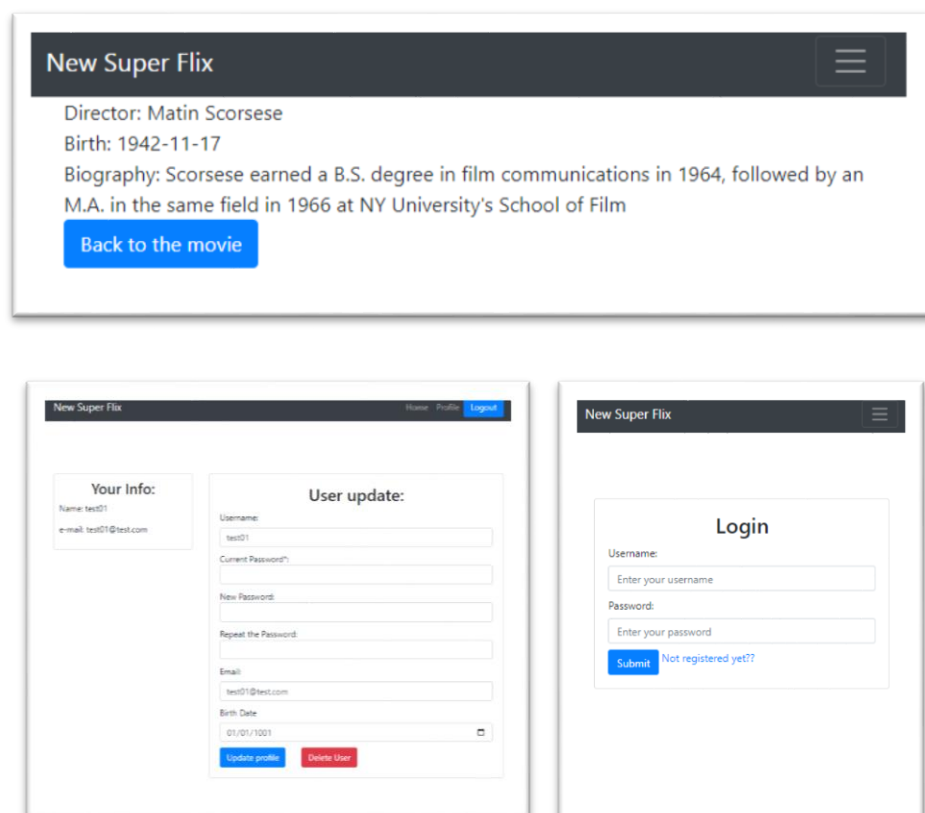 New Super Flix
Director: Matin Scorsese
Birth: 1942-11-17
Biography: Scorsese earned a B.S. degree in film communications in 1964, followed by an
M.A. in the same field in 1966 at NY University's School of Film
Back to the movie
New Super Flix
Home Profile Logout
Your Info:
Name: test01
e-mail: test01@test.com
User update:
Username:
test01
Current Password*:
New Password:
Repeat the Password:
Email:
test01@test.com
Birth Date
01/01/1001
Update profile Delete User
New Super Flix
Login
Username:
Enter your username
Password:
Enter your password
Submit Not registered yet??